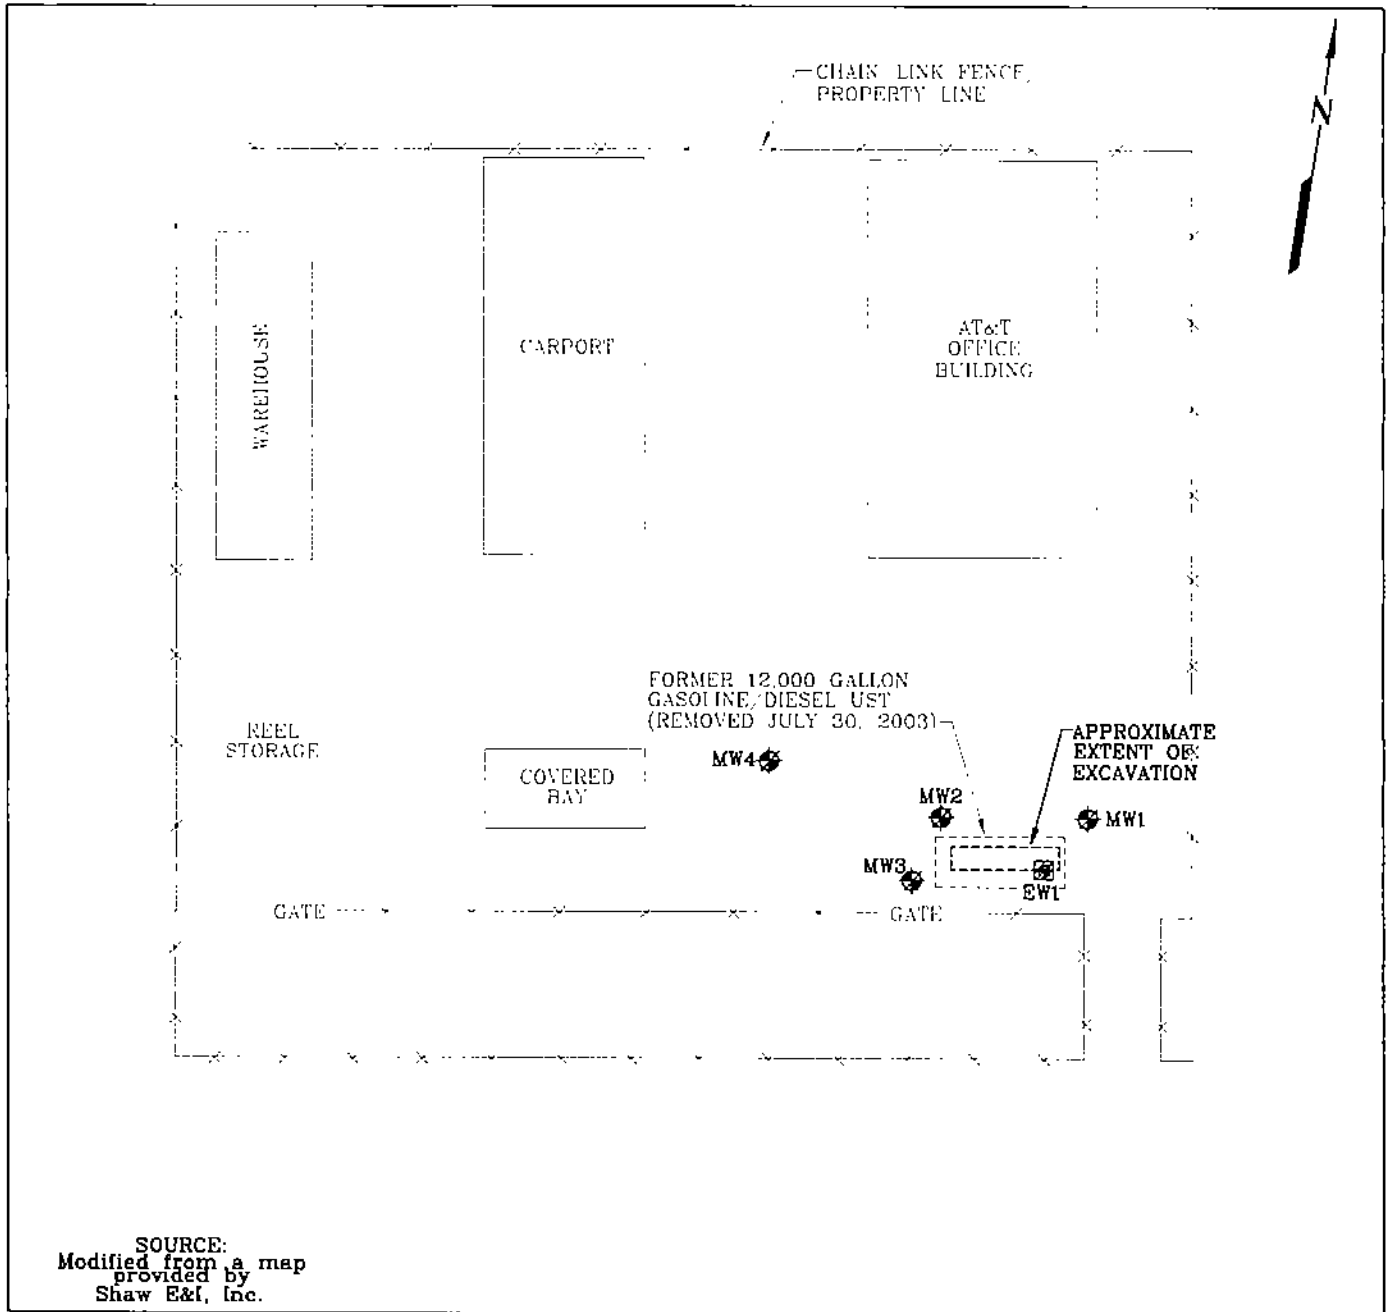 CHAIN LINK FENCE,
PROPERTY LINE
N
WAREHOUSE
CARPORT
AT&T
OFFICE
BUILDING
FORMER 12,000 GALLON
GASOLINE/DIESEL UST
(REMOVED JULY 30, 2003)
REEL
STORAGE
COVERED
BAY
MW4
APPROXIMATE
EXTENT OF
EXCAVATION
MW2
MW1
MW3
EW1
GATE
GATE
SOURCE:
Modified from a map
provided by
Shaw E&I, Inc.